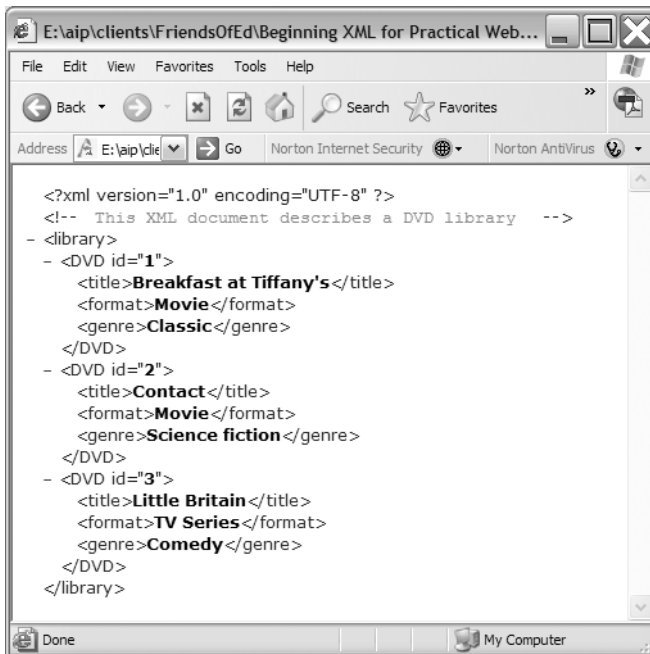 E:\aip\clients\FriendsOfEd\Beginning XML for Practical Web...
File Edit View Favorites Tools Help
Back Search Favorites »
Address E:\aip\clie Go Norton Internet Security Norton AntiVirus
<?xml version="1.0" encoding="UTF-8" ?>
<!-- This XML document describes a DVD library -->
- <library>
- <DVD id="1">
<title>Breakfast at Tiffany's</title>
<format>Movie</format>
<genre>Classic</genre>
</DVD>
- <DVD id="2">
<title>Contact</title>
<format>Movie</format>
<genre>Science fiction</genre>
</DVD>
- <DVD id="3">
<title>Little Britain</title>
<format>TV Series</format>
<genre>Comedy</genre>
</DVD>
</library>
Done My Computer